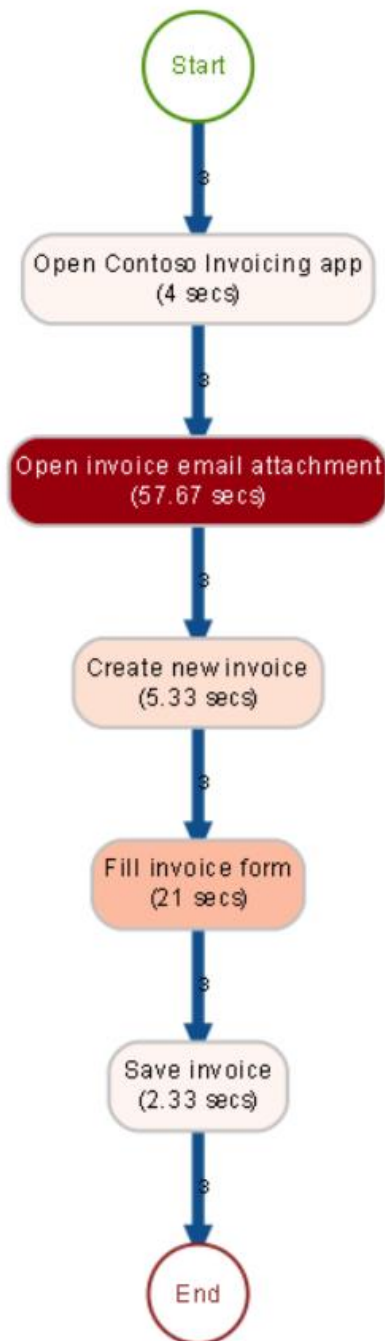 Start
3
Open Contoso Invoicing app
(4 secs)
3
Open invoice email attachment
(57.67 secs)
3
Create new invoice
(5.33 secs)
3
Fill invoice form
(21 secs)
3
Save invoice
(2.33 secs)
3
End